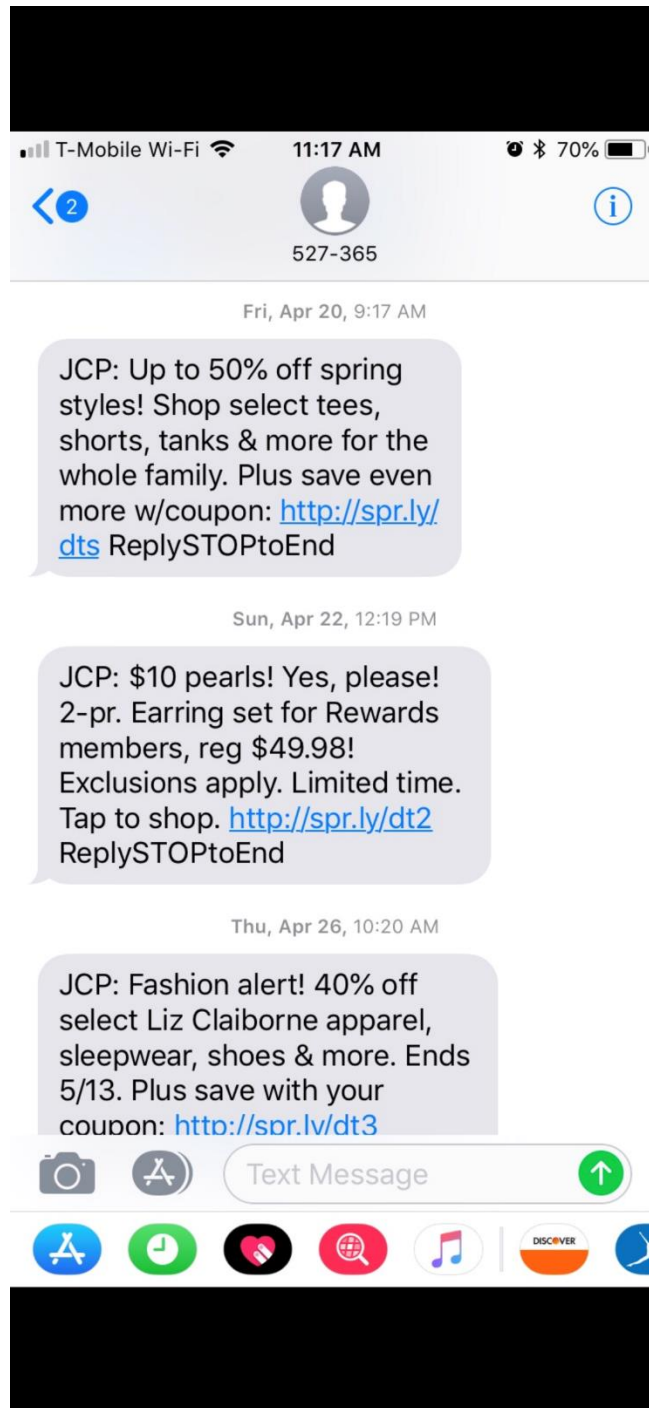 T-Mobile Wi-Fi 11:17 AM 70%
2
527-365
Fri, Apr 20, 9:17 AM
JCP: Up to 50% off spring
styles! Shop select tees,
shorts, tanks & more for the
whole family. Plus save even
more w/coupon: http://spr.ly/
dts ReplySTOPtoEnd
Sun, Apr 22, 12:19 PM
JCP: $10 pearls! Yes, please!
2-pr. Earring set for Rewards
members, reg $49.98!
Exclusions apply. Limited time.
Tap to shop. http://spr.ly/dt2
ReplySTOPtoEnd
Thu, Apr 26, 10:20 AM
JCP: Fashion alert! 40% off
select Liz Claiborne apparel,
sleepwear, shoes & more. Ends
5/13. Plus save with your
coupon: http://spr.ly/dt3
Text Message
DISCOVER